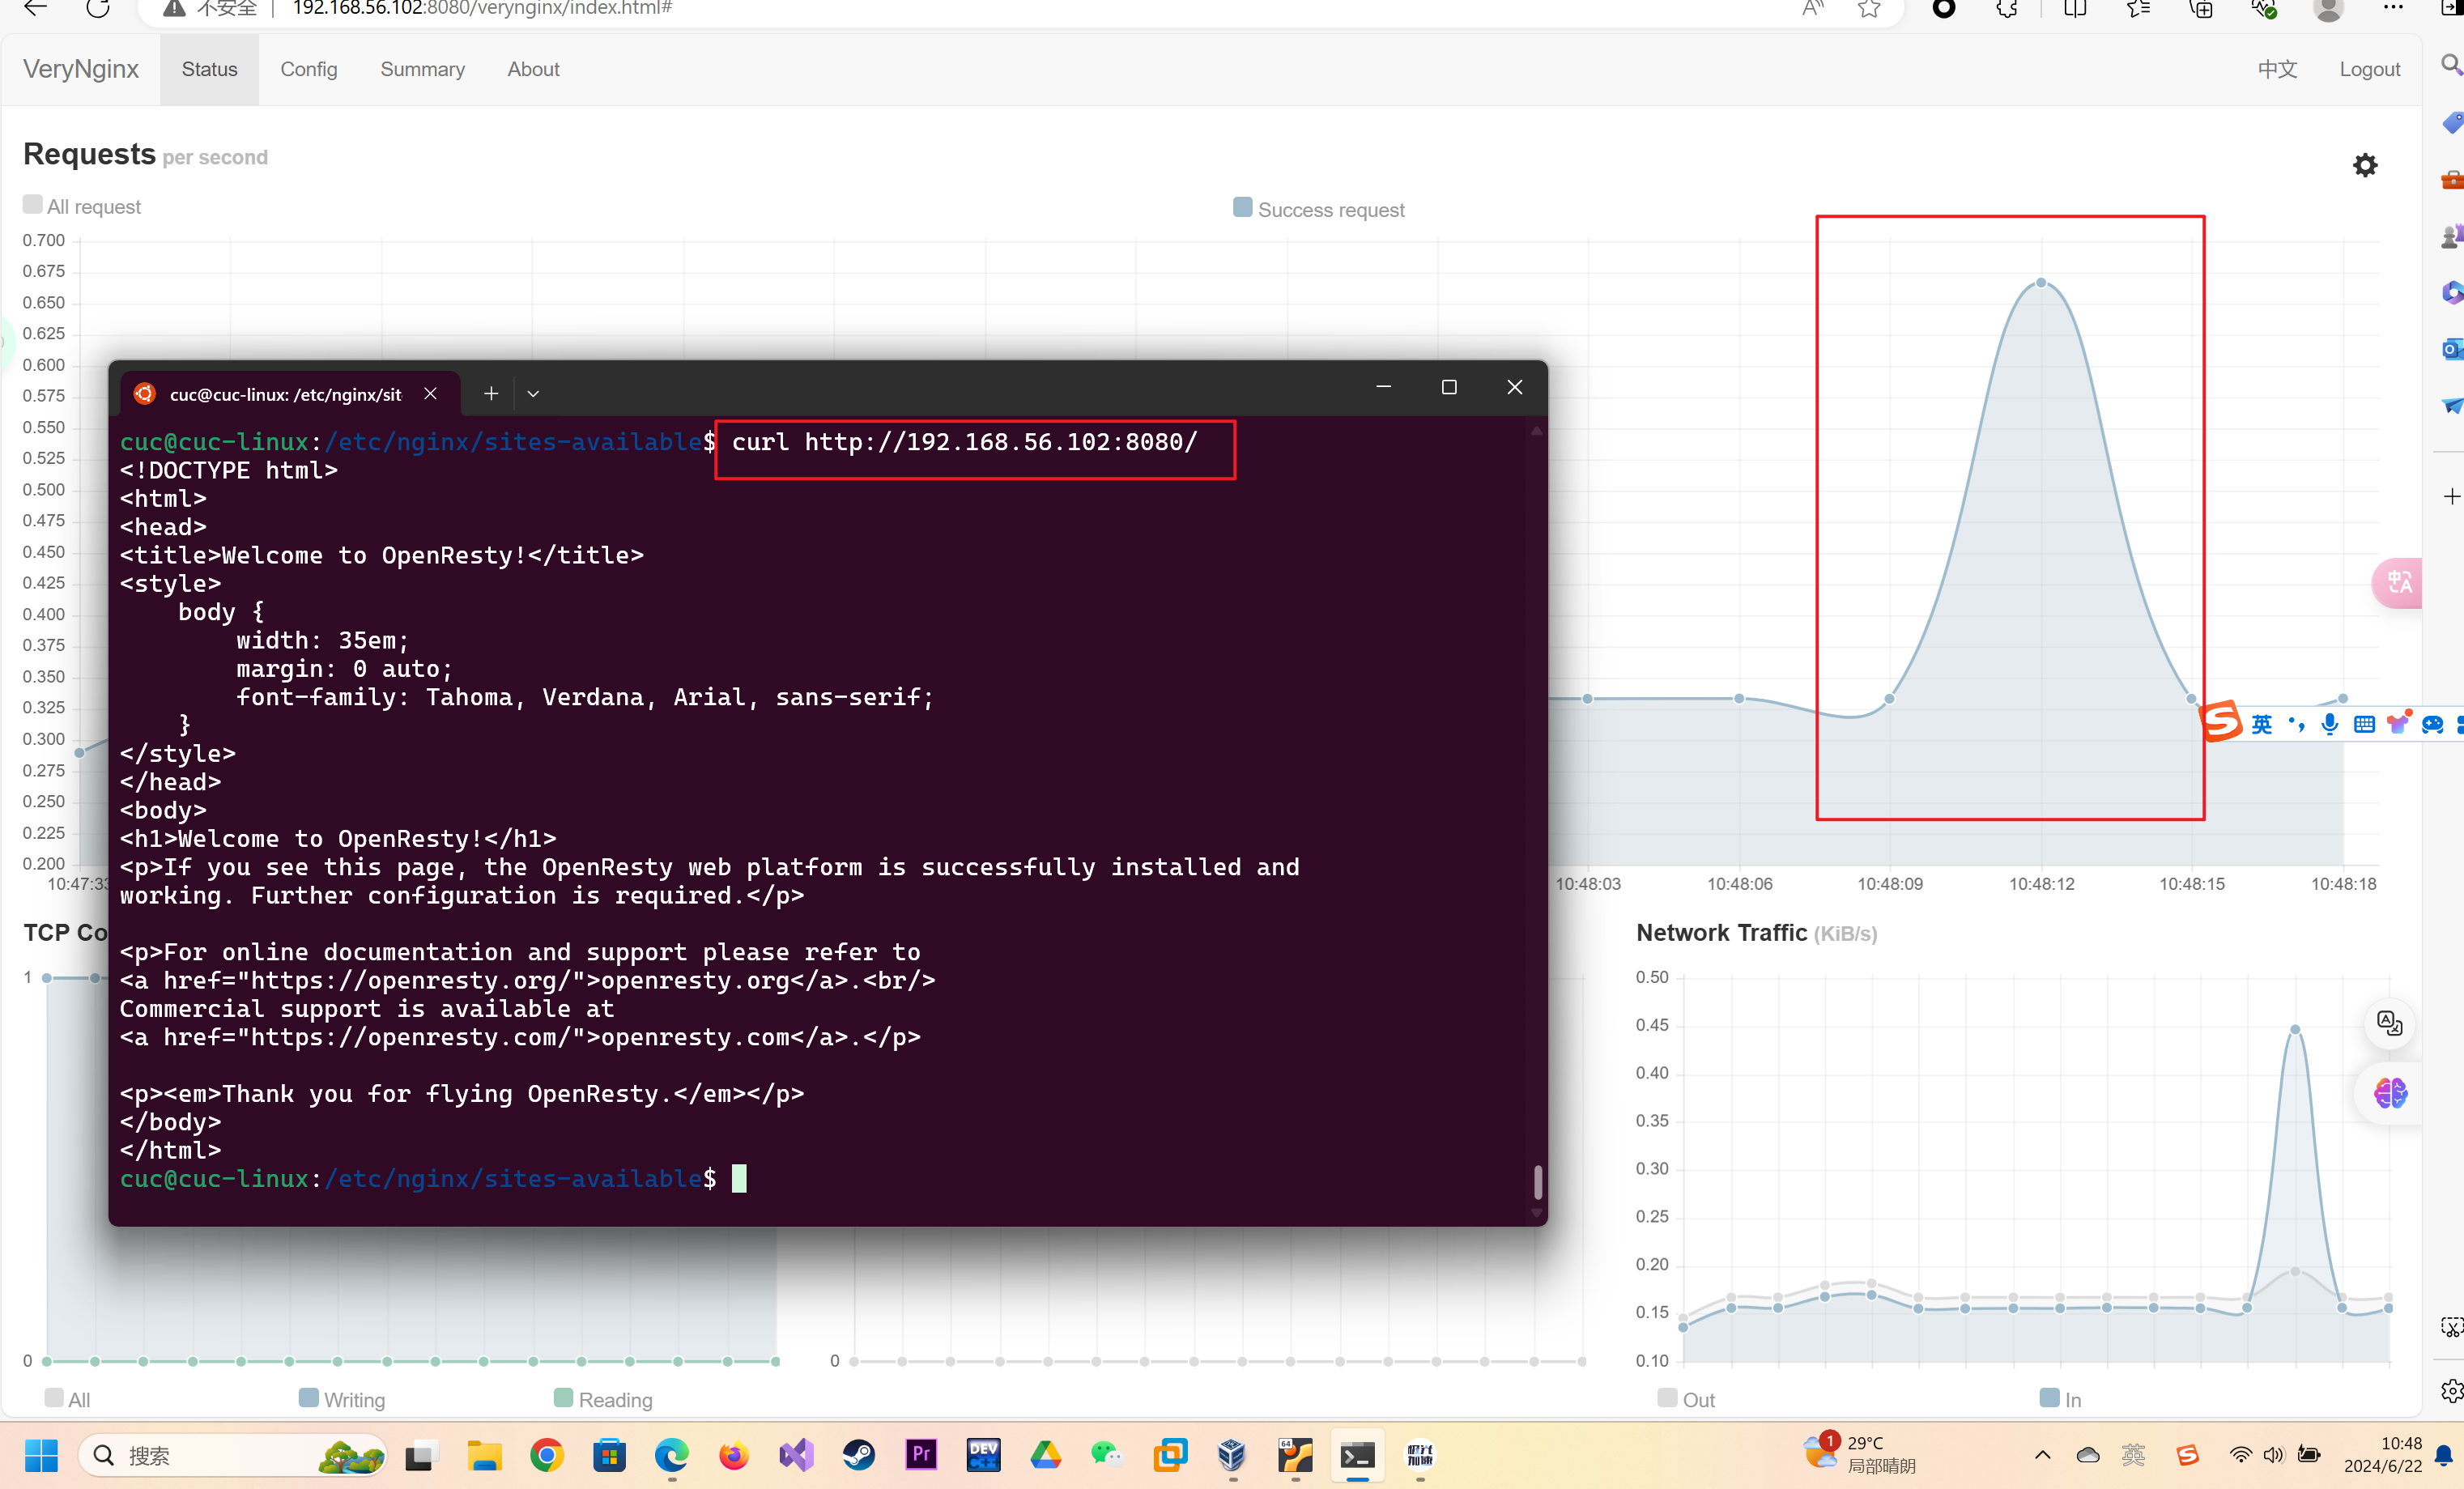 不安全 | 192.168.56.102:8080/verynginx/index.html#
VeryNginx Status Config Summary About 中文 Logout
Requests per second
All request Success request
0.700
0.675
0.650
0.625
0.600
0.575
0.550
0.525
0.500
0.475
0.450
0.425
0.400
0.375
0.350
0.325
0.300
0.275
0.250
0.225
0.200
10:47:33 10:48:03 10:48:06 10:48:09 10:48:12 10:48:15 10:48:18
cuc@cuc-linux: /etc/nginx/sit
cuc@cuc-linux:/etc/nginx/sites-available$ curl http://192.168.56.102:8080/
<!DOCTYPE html>
<html>
<head>
<title>Welcome to OpenResty!</title>
<style>
    body {
        width: 35em;
        margin: 0 auto;
        font-family: Tahoma, Verdana, Arial, sans-serif;
    }
</style>
</head>
<body>
<h1>Welcome to OpenResty!</h1>
<p>If you see this page, the OpenResty web platform is successfully installed and
working. Further configuration is required.</p>
<p>For online documentation and support please refer to
<a href="https://openresty.org/">openresty.org</a>.<br/>
Commercial support is available at
<a href="https://openresty.com/">openresty.com</a>.</p>
<p><em>Thank you for flying OpenResty.</em></p>
</body>
</html>
cuc@cuc-linux:/etc/nginx/sites-available$
英
TCP Co
1
0
All Writing Reading
0
Network Traffic (KiB/s)
0.50
0.45
0.40
0.35
0.30
0.25
0.20
0.15
0.10
Out In
搜索
Pr
DEV
C++
64
1
29°C
局部晴朗
英
10:48
2024/6/22